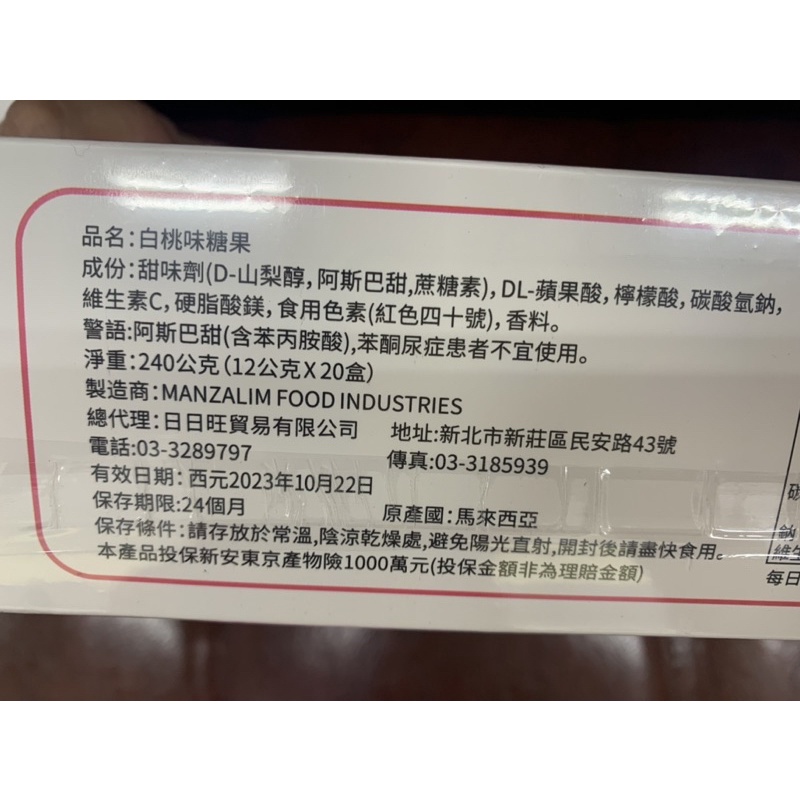 品名:白桃味糖果
成份:甜味劑(D-山梨醇,阿斯巴甜,蔗糖素),DL-蘋果酸,檸檬酸,碳酸氫鈉,
維生素C,硬脂酸鎂,食用色素(紅色四十號),香料。
警語:阿斯巴甜(含苯丙胺酸),苯酮尿症患者不宜使用。
淨重:240公克(12公克X20盒)
製造商:MANZALIM FOOD INDUSTRIES
總代理:日日旺貿易有限公司 地址:新北市新莊區民安路43號
電話:03-3289797 傳真:03-3185939
有效日期:西元2023年10月22日
保存期限:24個月 原產國:馬來西亞
保存條件:請存放於常溫,陰涼乾燥處,避免陽光直射,開封後請盡快食用。
本產品投保新安東京產物險1000萬元(投保金額非為理賠金額)
鈉
每日